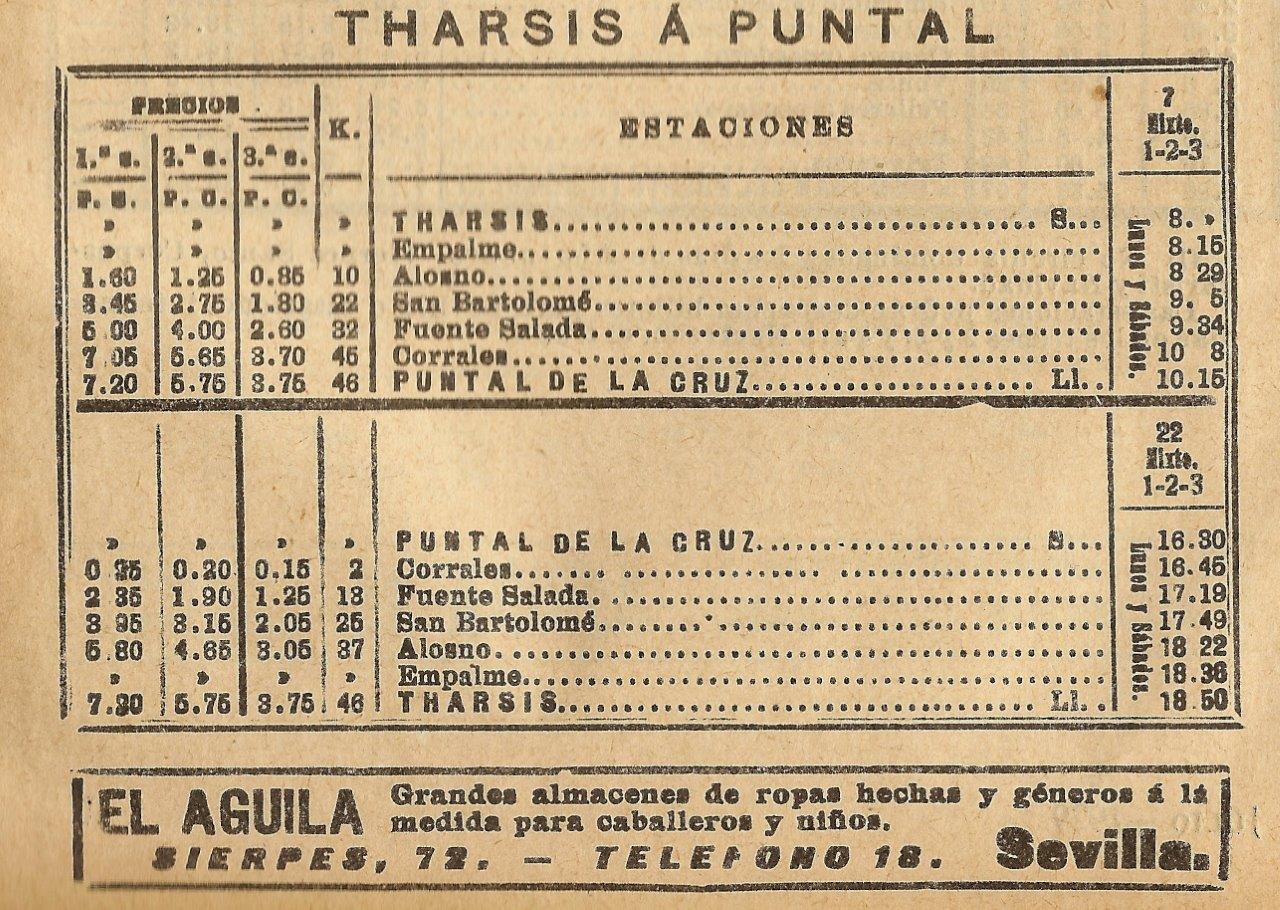 THARSIS Á PUNTAL
PRECIOS K. ESTACIONES 7
Mixto.
1.ª c. 2.ª c. 3.ª c. 1-2-3
P. C. P. C. P. C.
» » » » THARSIS S... 8. »
» » » » Empalme 8.15
1.60 1.25 0.85 10 Alosno 8 29
3.45 2.75 1.80 22 San Bartolomé 9. 5
5.00 4.00 2.60 32 Fuente Salada 9.34
7 05 5.65 3.70 45 Corrales 10 8
7.20 5.75 3.75 46 PUNTAL DE LA CRUZ Ll. . 10.15
Lunes y Sábados.
22
Mixto.
1-2-3
» » » » PUNTAL DE LA CRUZ S... 16.30
0.20 0.15 2 Corrales 16.45
2 35 1.90 1.25 13 Fuente Salada. 17.19
3 95 3.15 2.05 25 San Bartolomé 17.49
5.80 4.65 3.05 37 Alosno. 18 22
» » » » Empalme 18.36
5.75 3.75 46 THARSIS Ll. . 18.50
Lunes y Sábados.
EL AGUILA Grandes almacenes de ropas hechas y géneros á la
medida para caballeros y niños.
SIERPES, 72. — TELEFONO 18. Sevilla.